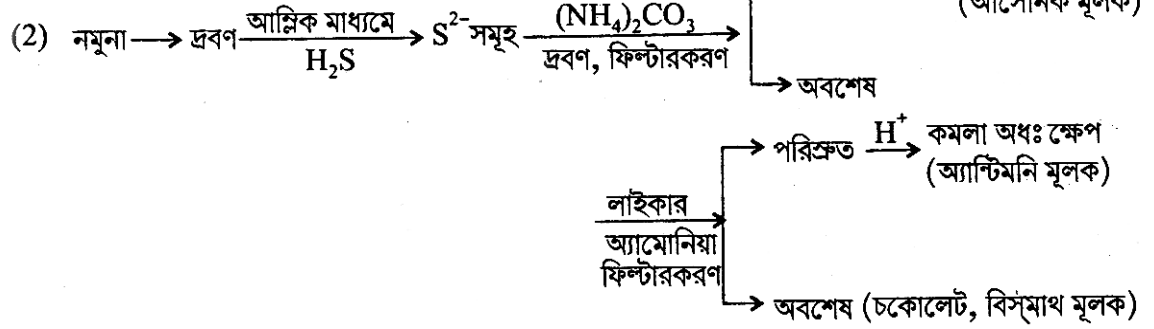 (আর্সেনিক মূলক)
(2) নমুনা ⟶ দ্রবণ আম্লিক মাধ্যমে H₂S ⟶ S²⁻ সমূহ (NH₄)₂CO₃ দ্রবণ, ফিল্টারকরণ ⟶
→ অবশেষ
→ পরিস্রুত H⁺ → কমলা অধঃক্ষেপ
(অ্যান্টিমনি মূলক)
লাইকার
অ্যামোনিয়া
ফিল্টারকরণ
→ অবশেষ (চকোলেট, বিস্‌মাথ মূলক)